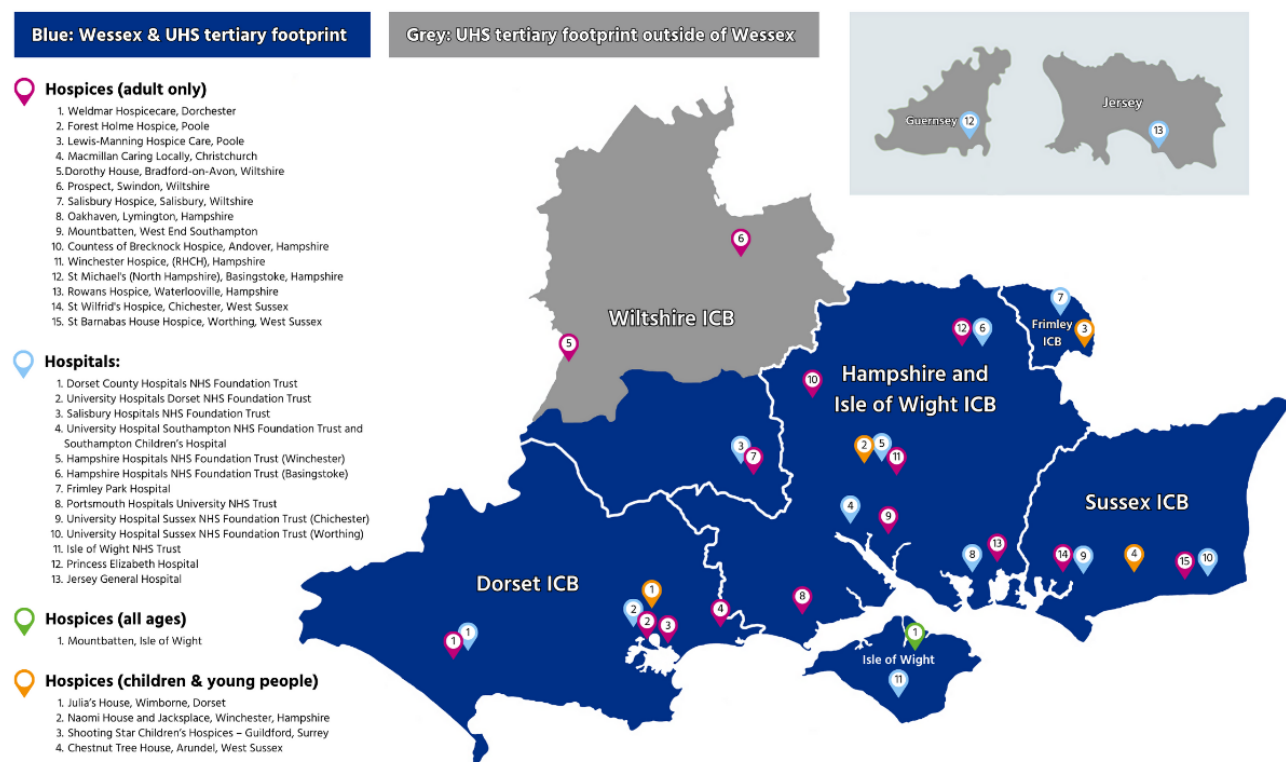 Blue: Wessex & UHS tertiary footprint
Grey: UHS tertiary footprint outside of Wessex
Hospices (adult only)
1. Weldmar Hospicecare, Dorchester
2. Forest Holme Hospice, Poole
3. Lewis-Manning Hospice Care, Poole
4. Macmillan Caring Locally, Christchurch
5.Dorothy House, Bradford-on-Avon, Wiltshire
6. Prospect, Swindon, Wiltshire
7. Salisbury Hospice, Salisbury, Wiltshire
8. Oakhaven, Lymington, Hampshire
9. Mountbatten, West End Southampton
10. Countess of Brecknock Hospice, Andover, Hampshire
11. Winchester Hospice, (RHCH), Hampshire
12. St Michael's (North Hampshire), Basingstoke, Hampshire
13. Rowans Hospice, Waterlooville, Hampshire
14. St Wilfrid's Hospice, Chichester, West Sussex
15. St Barnabas House Hospice, Worthing, West Sussex
Hospitals:
1. Dorset County Hospitals NHS Foundation Trust
2. University Hospitals Dorset NHS Foundation Trust
3. Salisbury Hospitals NHS Foundation Trust
4. University Hospital Southampton NHS Foundation Trust and
Southampton Children's Hospital
5. Hampshire Hospitals NHS Foundation Trust (Winchester)
6. Hampshire Hospitals NHS Foundation Trust (Basingstoke)
7. Frimley Park Hospital
8. Portsmouth Hospitals University NHS Trust
9. University Hospital Sussex NHS Foundation Trust (Chichester)
10. University Hospital Sussex NHS Foundation Trust (Worthing)
11. Isle of Wight NHS Trust
12. Princess Elizabeth Hospital
13. Jersey General Hospital
Hospices (all ages)
1. Mountbatten, Isle of Wight
Hospices (children & young people)
1. Julia's House, Wimborne, Dorset
2. Naomi House and Jacksplace, Winchester, Hampshire
3. Shooting Star Children's Hospices – Guildford, Surrey
4. Chestnut Tree House, Arundel, West Sussex
Guernsey
12
Jersey
13
6
Wiltshire ICB
5
7
Frimley
ICB
3
12
6
10
Hampshire and
Isle of Wight ICB
3
7
2
5
11
4
9
Sussex ICB
8
13
14
9
4
15
10
Dorset ICB
1
2
2
3
4
8
1
1
1
Isle of Wight
11